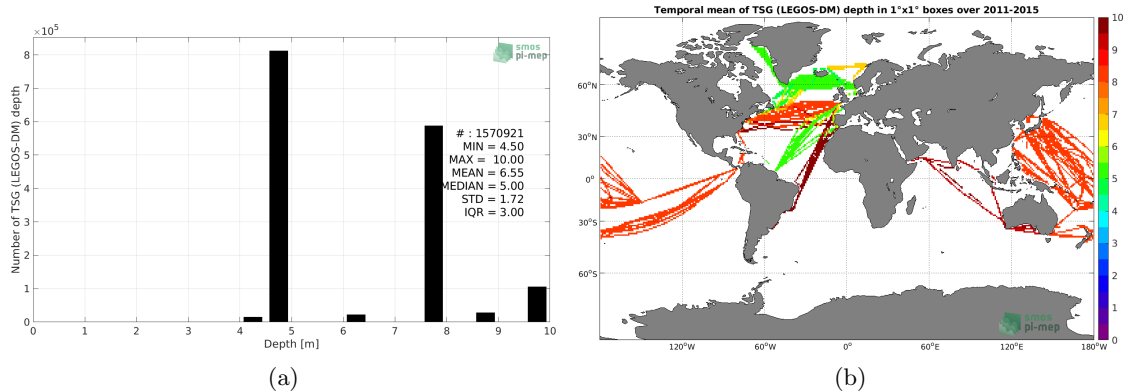 ×10⁵
smos
pi-mep
8
7
6
5
4
3
2
1
0
Number of TSG (LEGOS-DM) depth
# : 1570921
MIN = 4.50
MAX = 10.00
MEAN = 6.55
MEDIAN = 5.00
STD = 1.72
IQR = 3.00
0 1 2 3 4 5 6 7 8 9 10
Depth [m]
(a)
Temporal mean of TSG (LEGOS-DM) depth in 1°x1° boxes over 2011-2015
60°N
30°N
0°
30°S
60°S
120°W 60°W 0° 60°E 120°E 180°W
10
9
8
7
6
5
4
3
2
1
0
smos
pi-mep
(b)